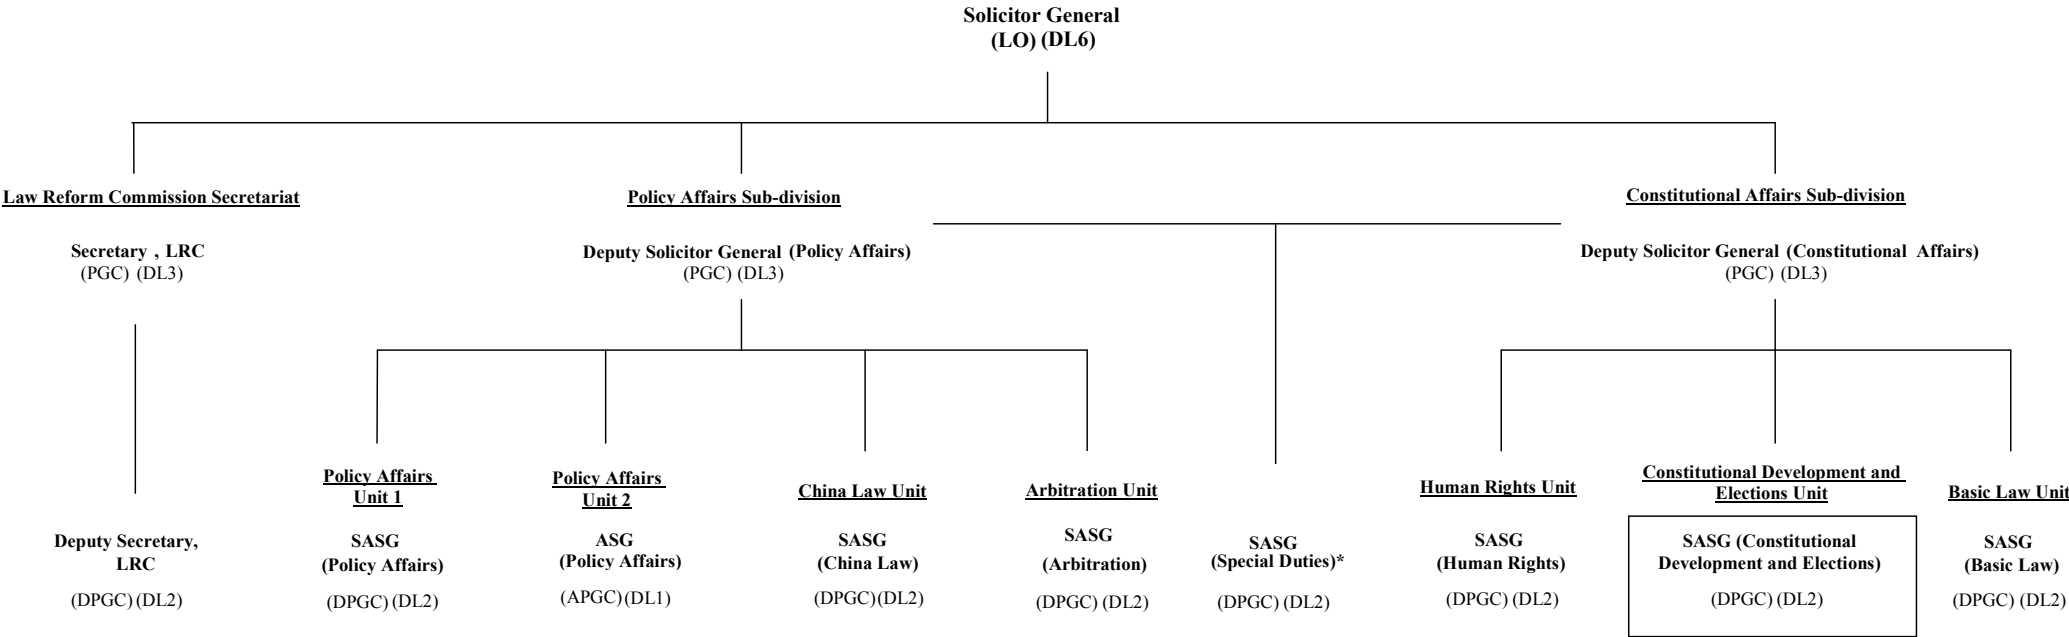 Solicitor General
(LO) (DL6)
Law Reform Commission Secretariat
Secretary , LRC
(PGC) (DL3)
Policy Affairs Sub-division
Deputy Solicitor General (Policy Affairs)
(PGC) (DL3)
Constitutional Affairs Sub-division
Deputy Solicitor General (Constitutional Affairs)
(PGC) (DL3)
Deputy Secretary,
LRC
(DPGC) (DL2)
Policy Affairs
Unit 1
SASG
(Policy Affairs)
(DPGC) (DL2)
Policy Affairs
Unit 2
ASG
(Policy Affairs)
(APGC) (DL1)
China Law Unit
SASG
(China Law)
(DPGC) (DL2)
Arbitration Unit
SASG
(Arbitration)
(DPGC) (DL2)
SASG
(Special Duties)*
(DPGC) (DL2)
Human Rights Unit
SASG
(Human Rights)
(DPGC) (DL2)
Constitutional Development and
Elections Unit
SASG (Constitutional
Development and Elections)
(DPGC) (DL2)
Basic Law Unit
SASG
(Basic Law)
(DPGC) (DL2)